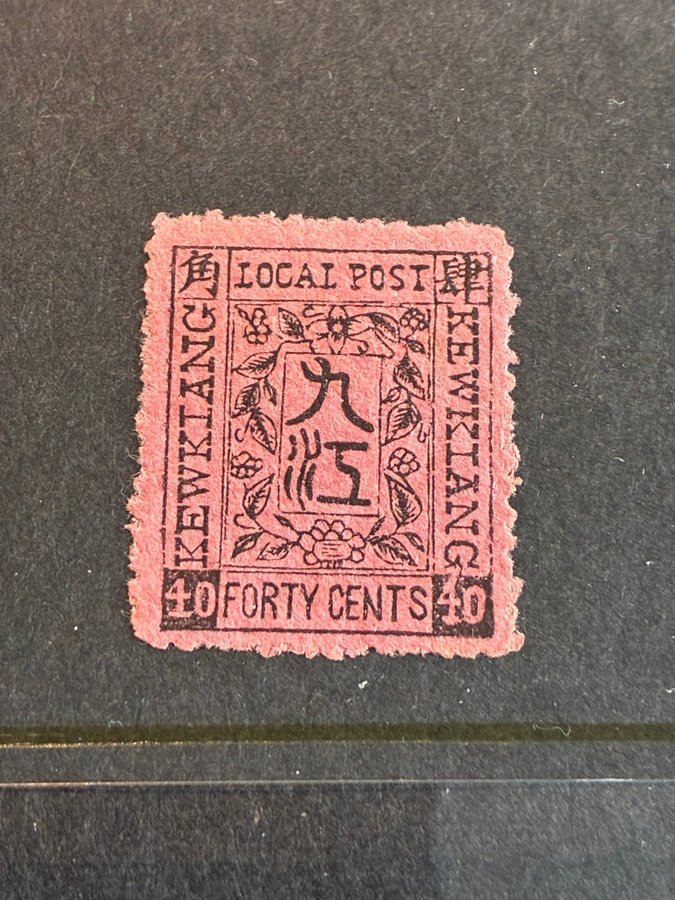 角 LOCAL POST 肆
KEWKIANG
九
江
KEWKIANG
40 FORTY CENTS 40